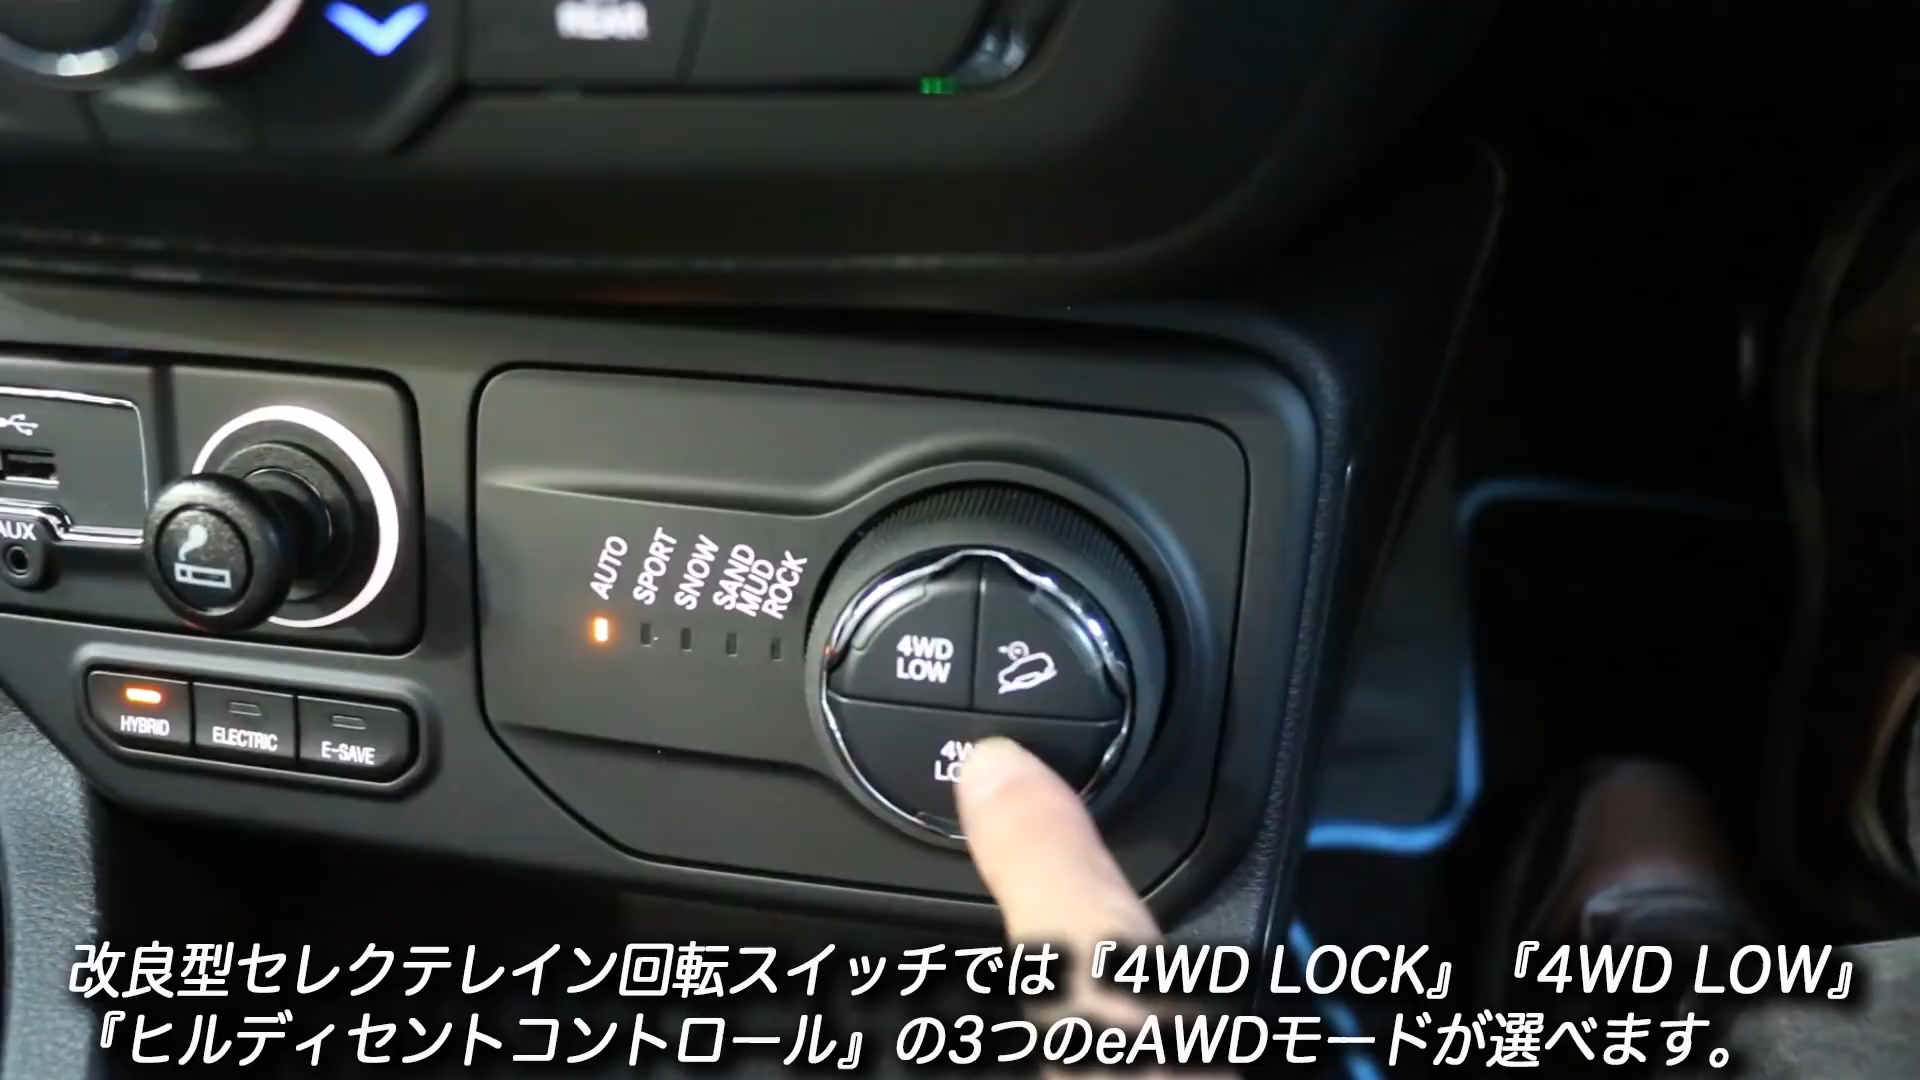 REAR
AUX
AUTO
SPORT
SNOW
SAND
MUD
ROCK
4WD
LOW
HYBRID
ELECTRIC
E-SAVE
改良型セレクテレイン回転スイッチでは『4WD LOCK』『4WD LOW』
『ヒルディセントコントロール』の3つのeAWDモードが選べます。